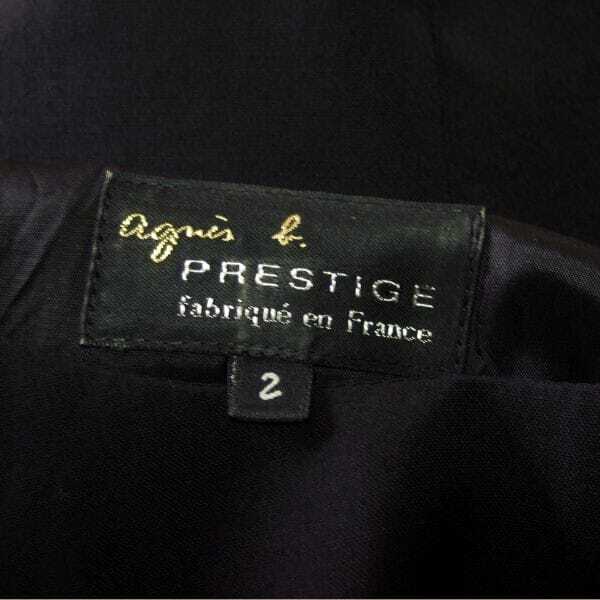 agnès b.
PRESTIGE
fabriqué en France
2